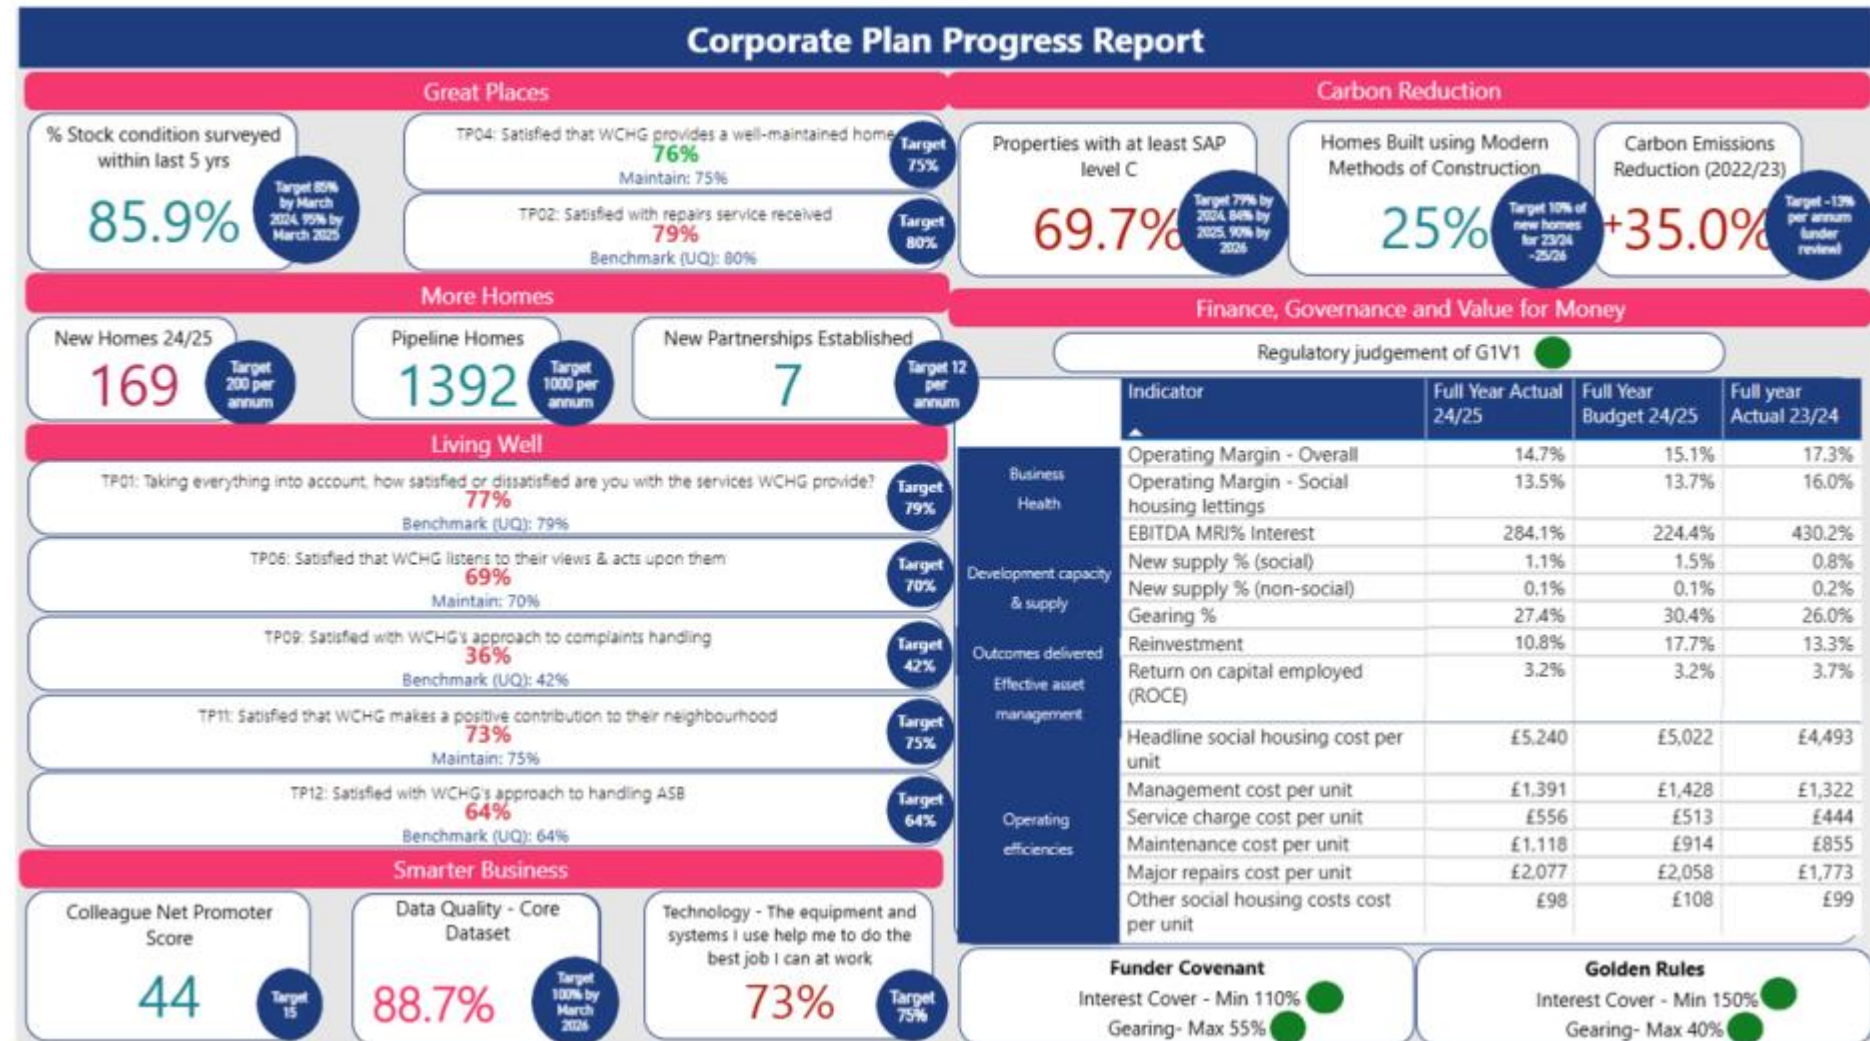 Corporate Plan Progress Report
Great Places
% Stock condition surveyed
within last 5 yrs
85.9%
Target 85%
by March
2024, 95% by
March 2025
TP04: Satisfied that WCHG provides a well-maintained home
76%
Maintain: 75%
Target
75%
TP02: Satisfied with repairs service received
79%
Benchmark (UQ): 80%
Target
80%
More Homes
New Homes 24/25
169
Target
200 per
annum
Pipeline Homes
1392
Target
1000 per
annum
New Partnerships Established
7
Target 12
per
annum
Living Well
TP01: Taking everything into account, how satisfied or dissatisfied are you with the services WCHG provide?
77%
Benchmark (UQ): 79%
Target
79%
TP06: Satisfied that WCHG listens to their views & acts upon them
69%
Maintain: 70%
Target
70%
TP09: Satisfied with WCHG's approach to complaints handling
36%
Benchmark (UQ): 42%
Target
42%
TP11: Satisfied that WCHG makes a positive contribution to their neighbourhood
73%
Maintain: 75%
Target
75%
TP12: Satisfied with WCHG's approach to handling ASB
64%
Benchmark (UQ): 64%
Target
64%
Smarter Business
Colleague Net Promoter
Score
44
Target
15
Data Quality - Core
Dataset
88.7%
Target
100% by
March
2026
Technology - The equipment and
systems I use help me to do the
best job I can at work
73%
Target
75%
Carbon Reduction
Properties with at least SAP
level C
69.7%
Target 79% by
2024, 84% by
2025, 90% by
2026
Homes Built using Modern
Methods of Construction
25%
Target 10% of
new homes
for 23/24
-25/26
Carbon Emissions
Reduction (2022/23)
+35.0%
Target -13%
per annum
(under
review)
Finance, Governance and Value for Money
Regulatory judgement of G1V1
Indicator Full Year Actual 24/25 Full Year Budget 24/25 Full year Actual 23/24
Business
Health
Operating Margin - Overall 14.7% 15.1% 17.3%
Operating Margin - Social housing lettings 13.5% 13.7% 16.0%
EBITDA MRI% Interest 284.1% 224.4% 430.2%
Development capacity
& supply
New supply % (social) 1.1% 1.5% 0.8%
New supply % (non-social) 0.1% 0.1% 0.2%
Gearing % 27.4% 30.4% 26.0%
Outcomes delivered
Reinvestment 10.8% 17.7% 13.3%
Effective asset
management
Return on capital employed (ROCE) 3.2% 3.2% 3.7%
Operating
efficiencies
Headline social housing cost per unit £5,240 £5,022 £4,493
Management cost per unit £1,391 £1,428 £1,322
Service charge cost per unit £556 £513 £444
Maintenance cost per unit £1,118 £914 £855
Major repairs cost per unit £2,077 £2,058 £1,773
Other social housing costs cost per unit £98 £108 £99
Funder Covenant
Interest Cover - Min 110%
Gearing- Max 55%
Golden Rules
Interest Cover - Min 150%
Gearing- Max 40%